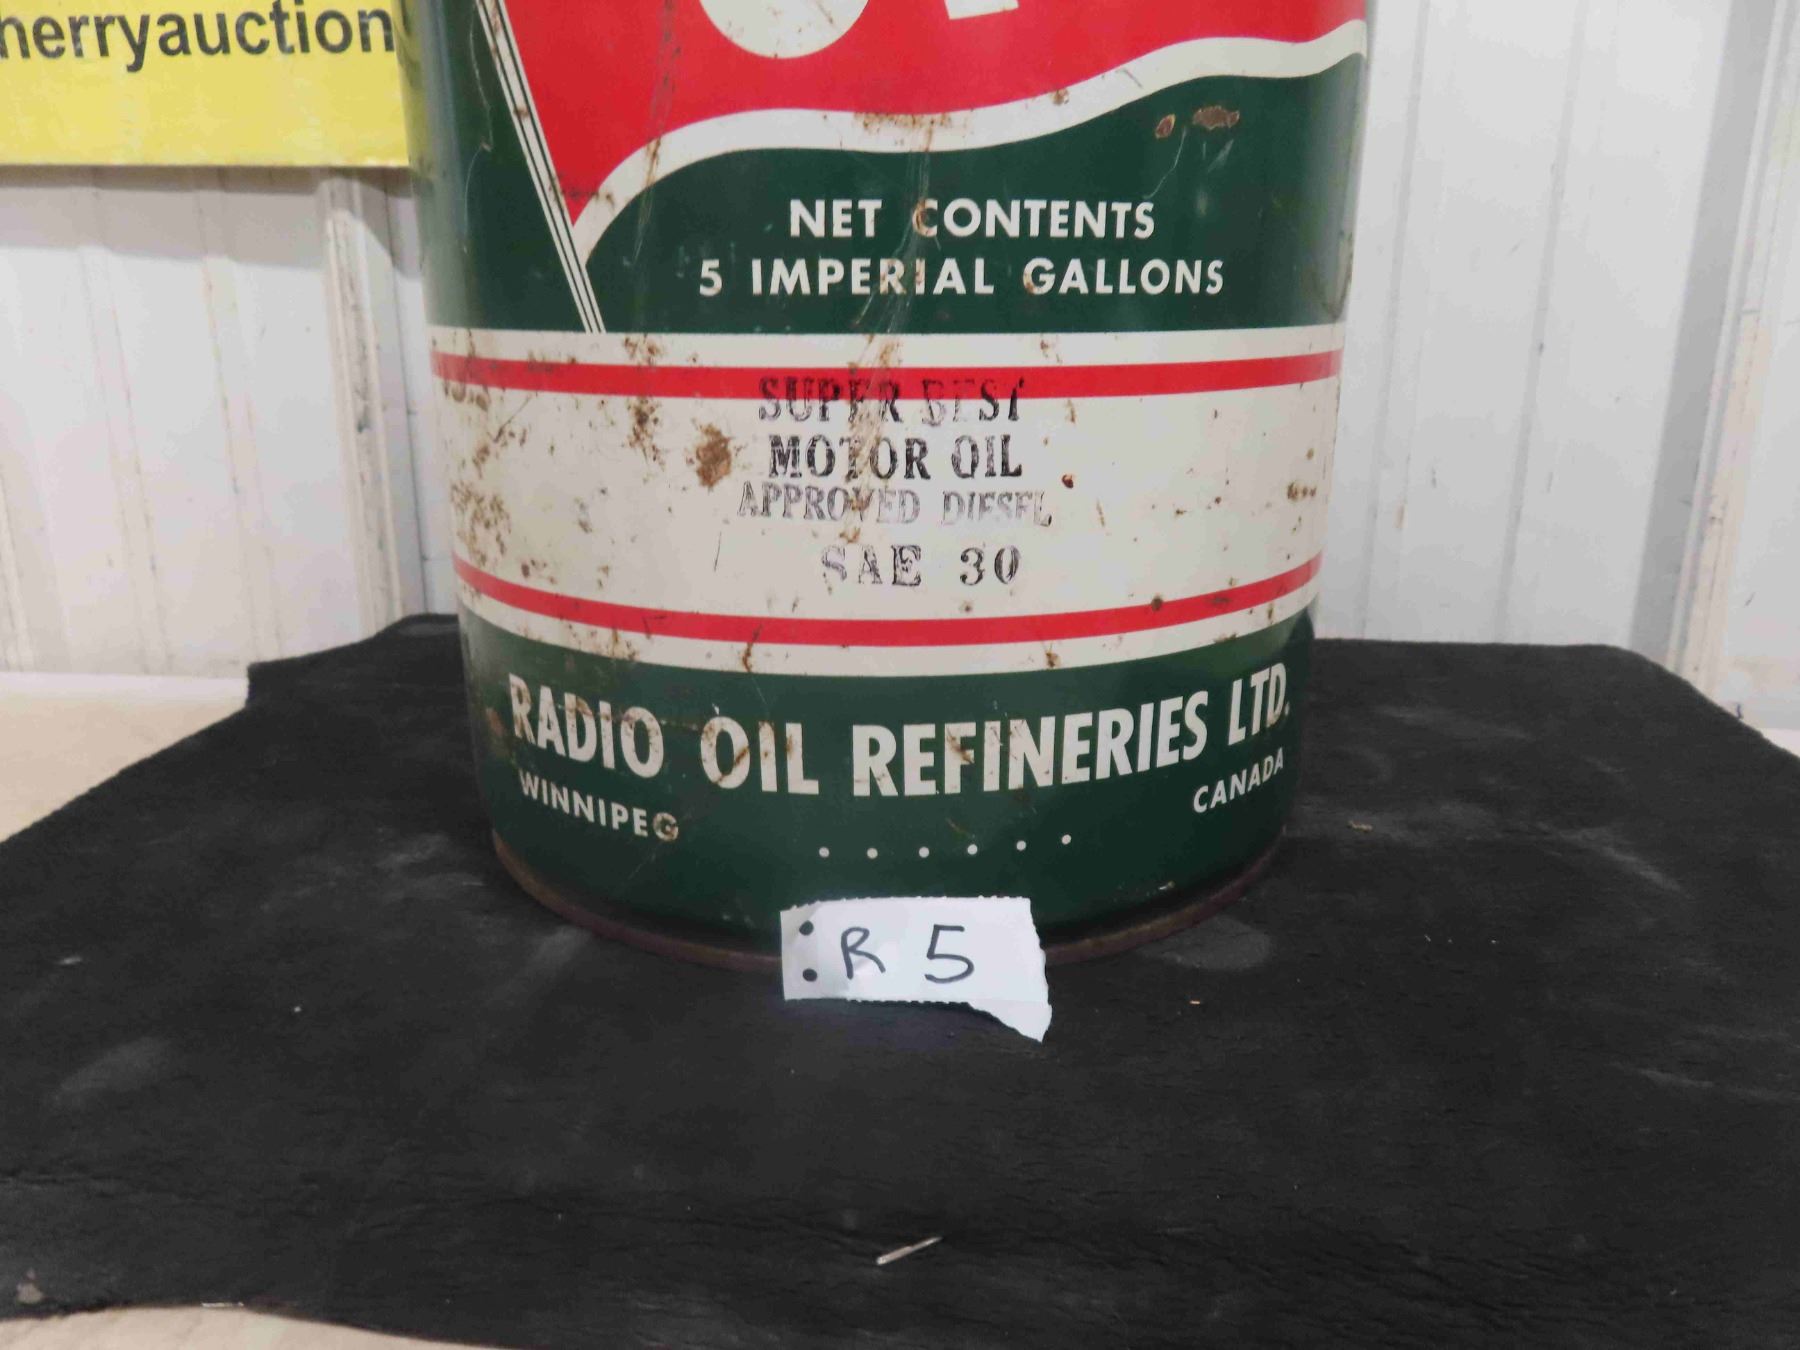 herryauction
NET CONTENTS
5 IMPERIAL GALLONS
SUPER BEST
MOTOR OIL
APPROVED DIESEL
SAE 30
RADIO OIL REFINERIES LTD.
WINNIPEG CANADA
R 5